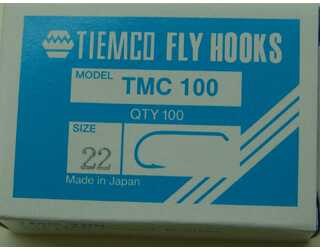 TIEMCO FLY HOOKS
MODEL TMC 100
QTY 100
SIZE
22
Made in Japan